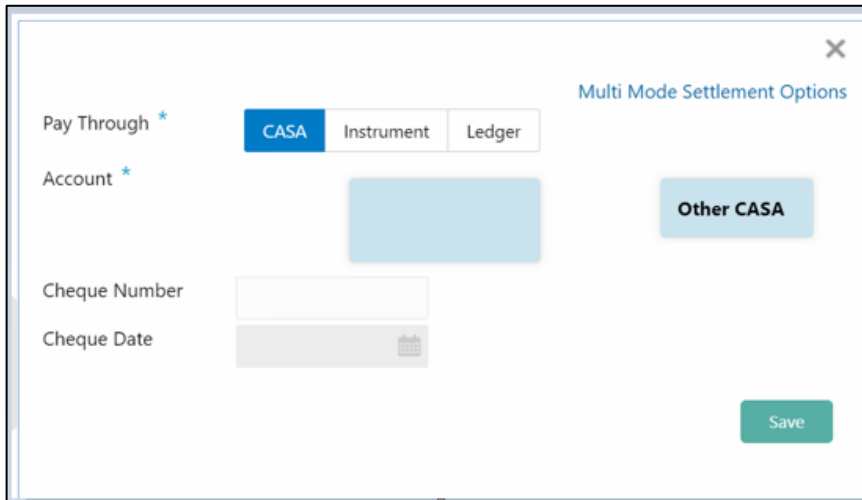 Multi Mode Settlement Options
Pay Through *
CASA Instrument Ledger
Account *
Other CASA
Cheque Number
Cheque Date
Save